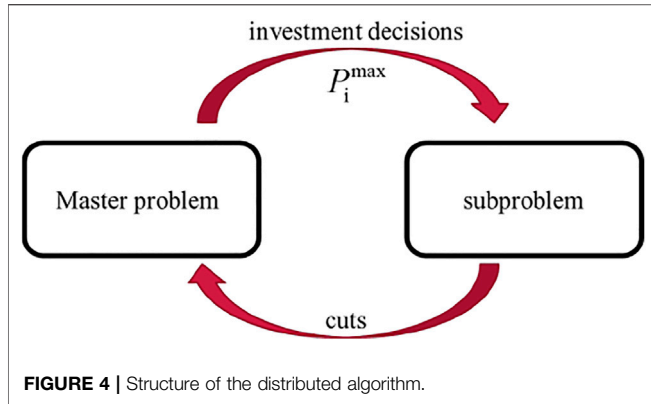 investment decisions
P_i^max
Master problem
subproblem
cuts
FIGURE 4 | Structure of the distributed algorithm.